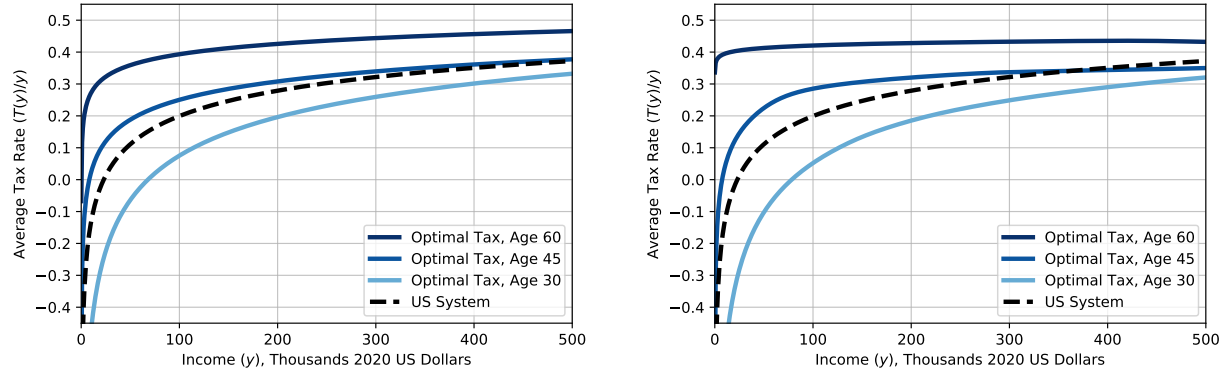 0.5
0.4
0.3
0.2
0.1
0.0
−0.1
−0.2
−0.3
−0.4
Average Tax Rate (T(y)/y)
0 100 200 300 400 500
Income (y), Thousands 2020 US Dollars
Optimal Tax, Age 60
Optimal Tax, Age 45
Optimal Tax, Age 30
US System
0.5
0.4
0.3
0.2
0.1
0.0
−0.1
−0.2
−0.3
−0.4
Average Tax Rate (T(y)/y)
0 100 200 300 400 500
Income (y), Thousands 2020 US Dollars
Optimal Tax, Age 60
Optimal Tax, Age 45
Optimal Tax, Age 30
US System